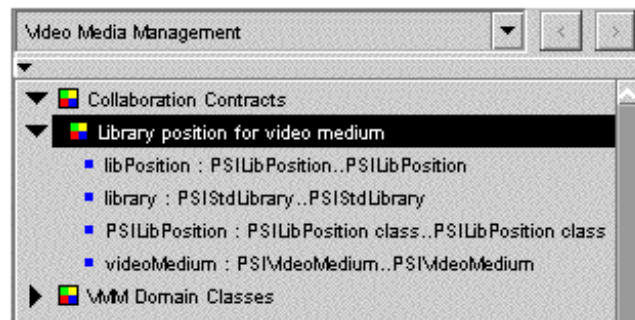 Video Media Management
Collaboration Contracts
Library position for video medium
libPosition : PSILibPosition..PSILibPosition
library : PSIStdLibrary..PSIStdLibrary
PSILibPosition : PSILibPosition class..PSILibPosition class
videoMedium : PSIVideoMedium..PSIVideoMedium
VMM Domain Classes